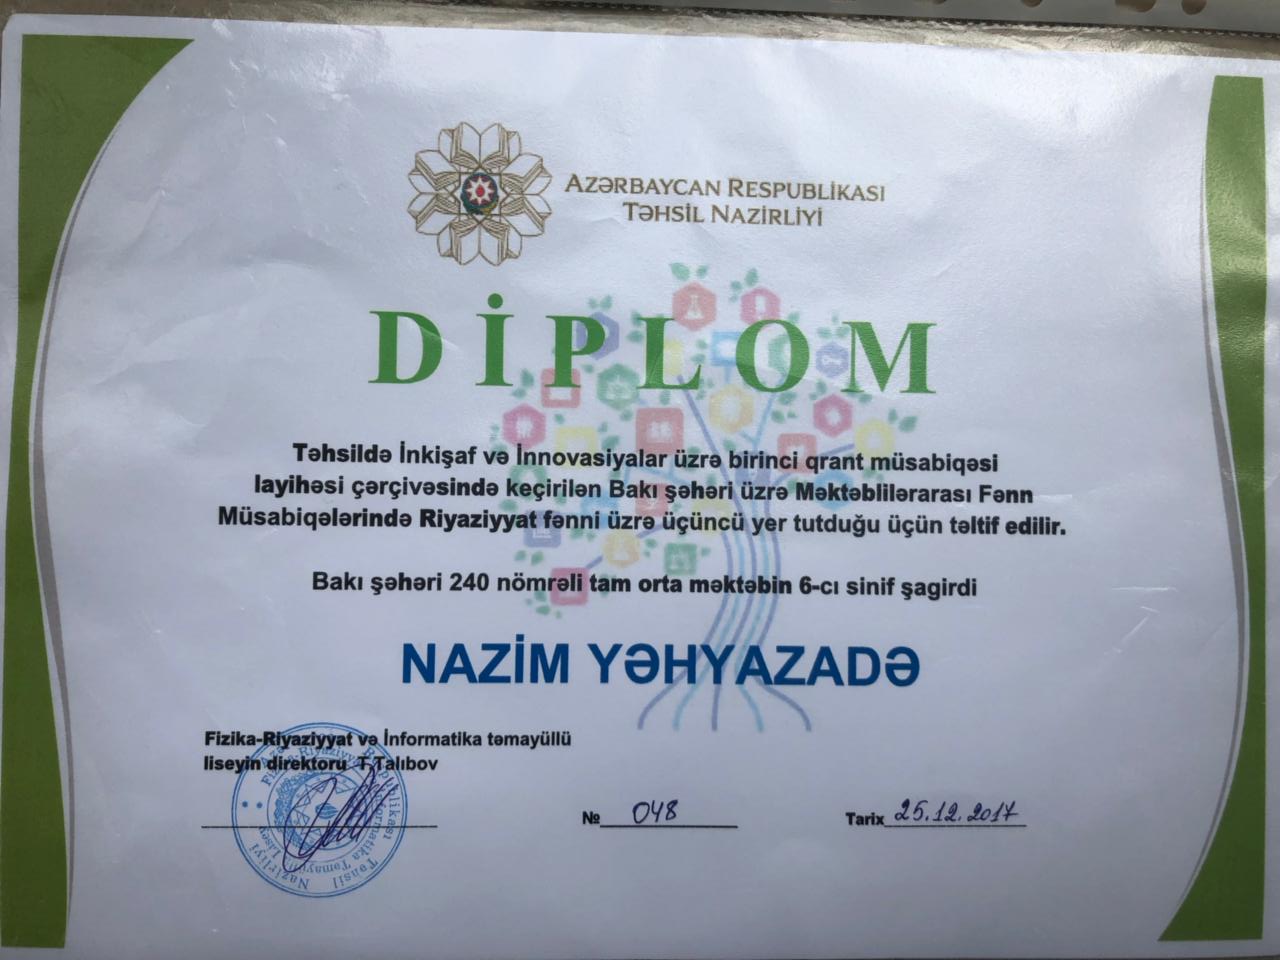 AZƏRBAYCAN RESPUBLİKASI
TƏHSİL NAZİRLİYİ
DİPLOM
Təhsildə İnkişaf və İnnovasiyalar üzrə birinci qrant müsabiqəsi
layihəsi çərçivəsində keçirilən Bakı şəhəri üzrə Məktəblilərarası Fənn
Müsabiqələrində Riyaziyyat fənni üzrə üçüncü yer tutduğu üçün təltif edilir.
Bakı şəhəri 240 nömrəli tam orta məktəbin 6-cı sinif şagirdi
NAZİM YƏHYAZADƏ
Fizika-Riyaziyyat və İnformatika təmayüllü
liseyin direktoru T.Talıbov
№ 048
Tarix 25.12.2017